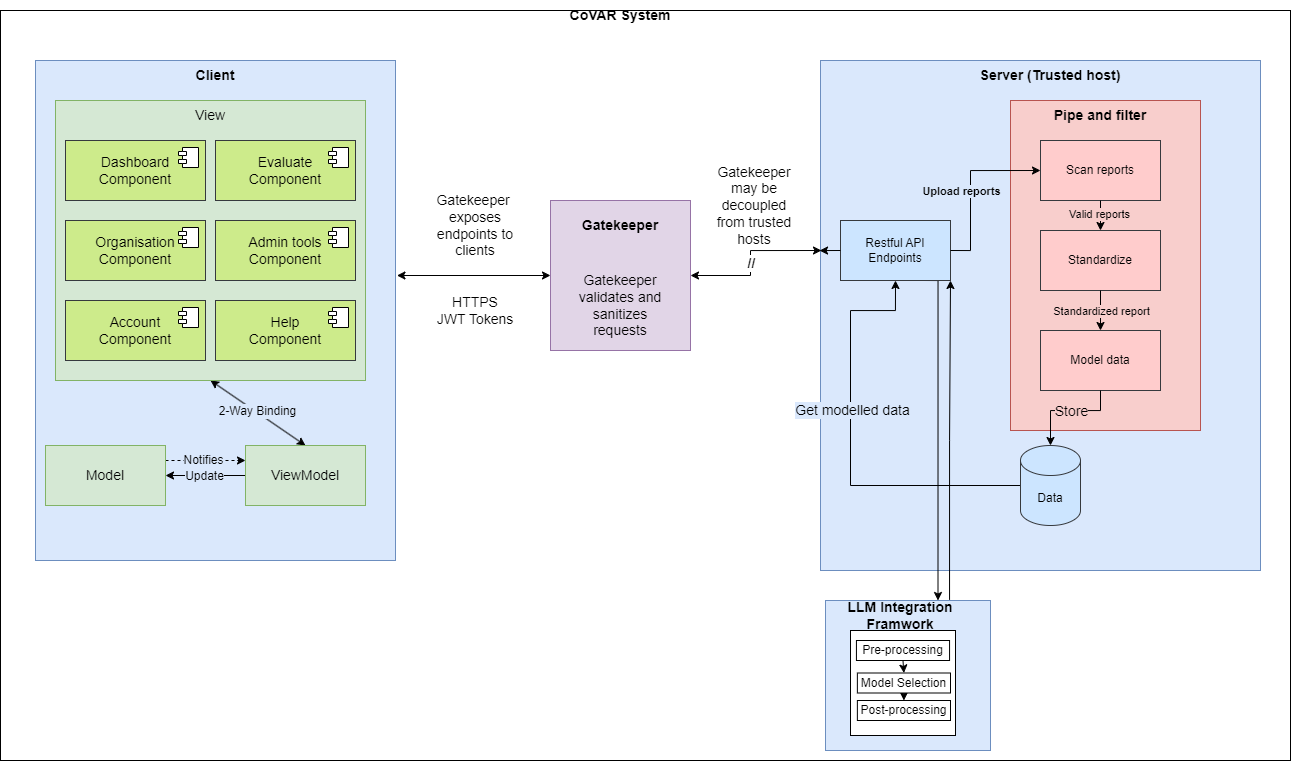 CoVAR System
Client
View
Dashboard
Component
Evaluate
Component
Organisation
Component
Admin tools
Component
Account
Component
Help
Component
2-Way Binding
Model
Notifies
Update
ViewModel
Gatekeeper
exposes
endpoints to
clients
HTTPS
JWT Tokens
Gatekeeper
Gatekeeper
validates and
sanitizes
requests
Gatekeeper
may be
decoupled
from trusted
hosts
//
Server (Trusted host)
Restful API
Endpoints
Upload reports
Pipe and filter
Scan reports
Valid reports
Standardize
Standardized report
Model data
Store
Data
Get modelled data
LLM Integration
Framwork
Pre-processing
Model Selection
Post-processing